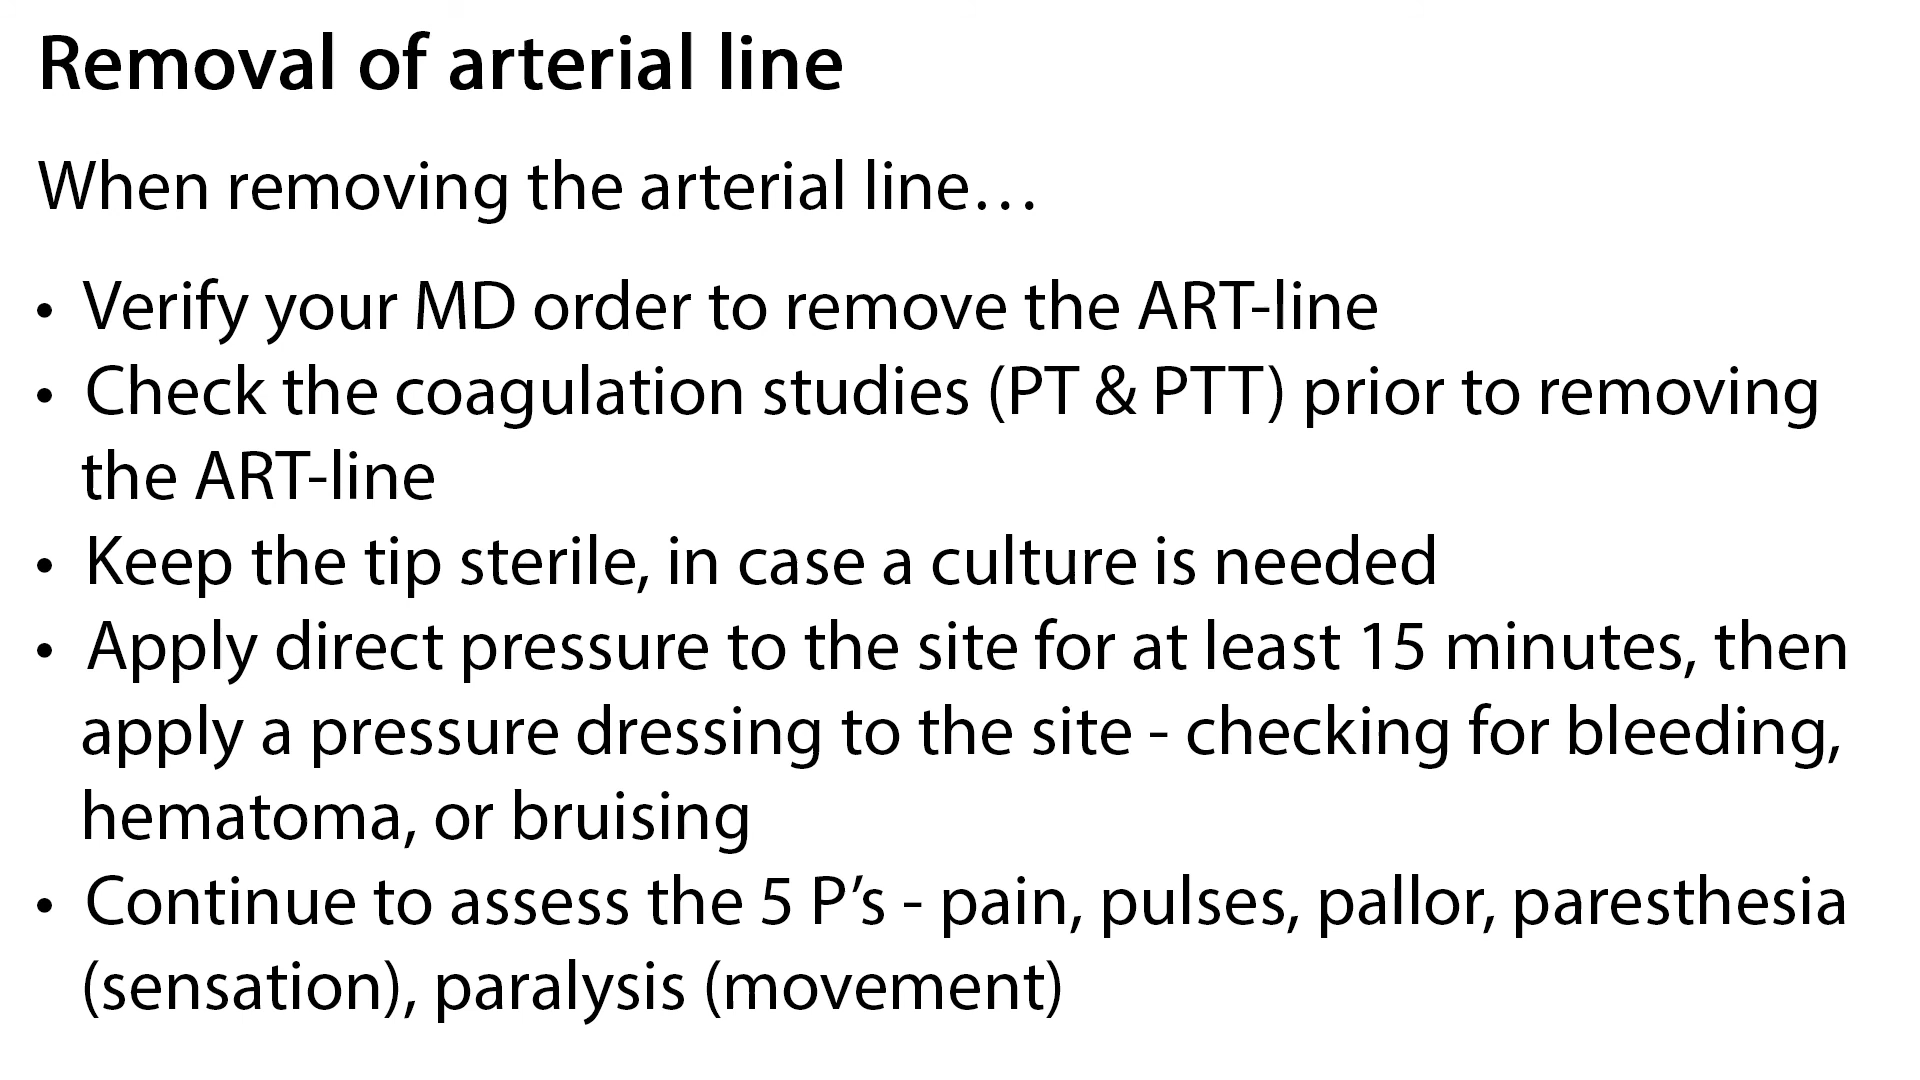 Removal of arterial line
When removing the arterial line…
• Verify your MD order to remove the ART-line
• Check the coagulation studies (PT & PTT) prior to removing
the ART-line
• Keep the tip sterile, in case a culture is needed
• Apply direct pressure to the site for at least 15 minutes, then
apply a pressure dressing to the site - checking for bleeding,
hematoma, or bruising
• Continue to assess the 5 P’s - pain, pulses, pallor, paresthesia
(sensation), paralysis (movement)